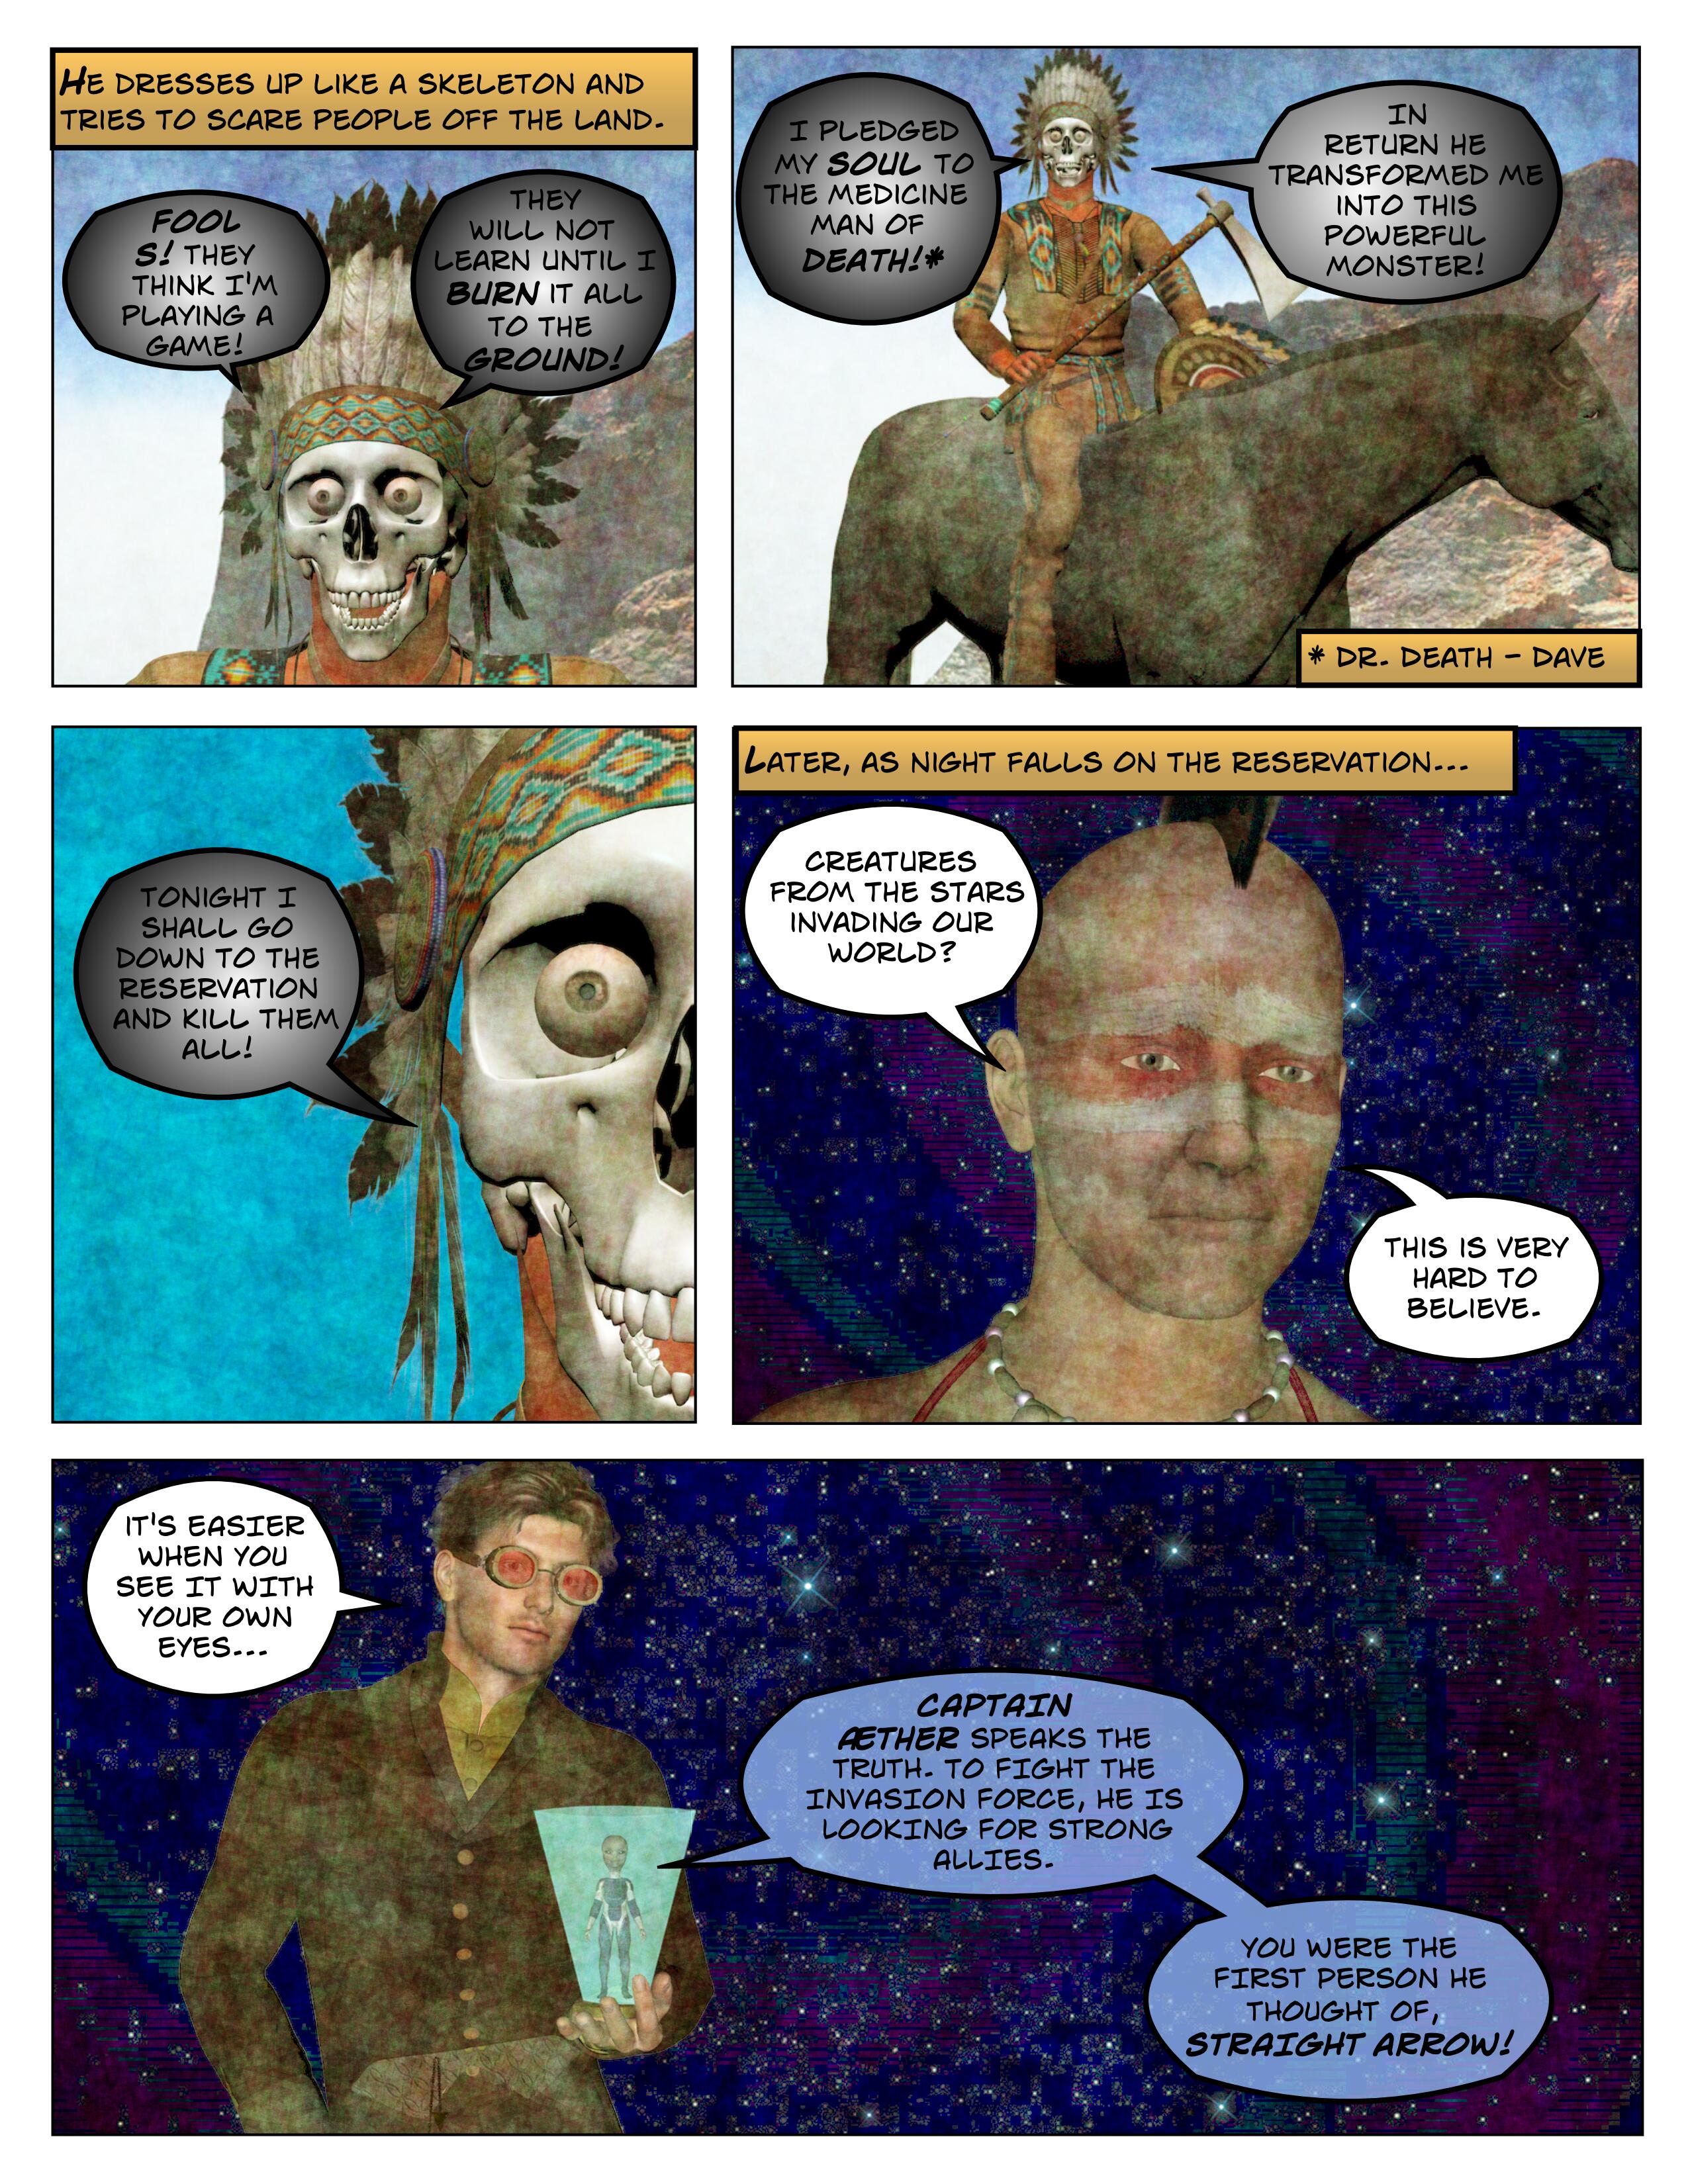 HE DRESSES UP LIKE A SKELETON AND
TRIES TO SCARE PEOPLE OFF THE LAND.
FOOL
S! THEY
THINK I'M
PLAYING A
GAME!
THEY
WILL NOT
LEARN UNTIL I
BURN IT ALL
TO THE
GROUND!
I PLEDGED
MY SOUL TO
THE MEDICINE
MAN OF
DEATH!*
IN
RETURN HE
TRANSFORMED ME
INTO THIS
POWERFUL
MONSTER!
* DR. DEATH - DAVE
TONIGHT I
SHALL GO
DOWN TO THE
RESERVATION
AND KILL THEM
ALL!
LATER, AS NIGHT FALLS ON THE RESERVATION...
CREATURES
FROM THE STARS
INVADING OUR
WORLD?
THIS IS VERY
HARD TO
BELIEVE.
IT'S EASIER
WHEN YOU
SEE IT WITH
YOUR OWN
EYES...
CAPTAIN
ÆTHER SPEAKS THE
TRUTH. TO FIGHT THE
INVASION FORCE, HE IS
LOOKING FOR STRONG
ALLIES.
YOU WERE THE
FIRST PERSON HE
THOUGHT OF,
STRAIGHT ARROW!